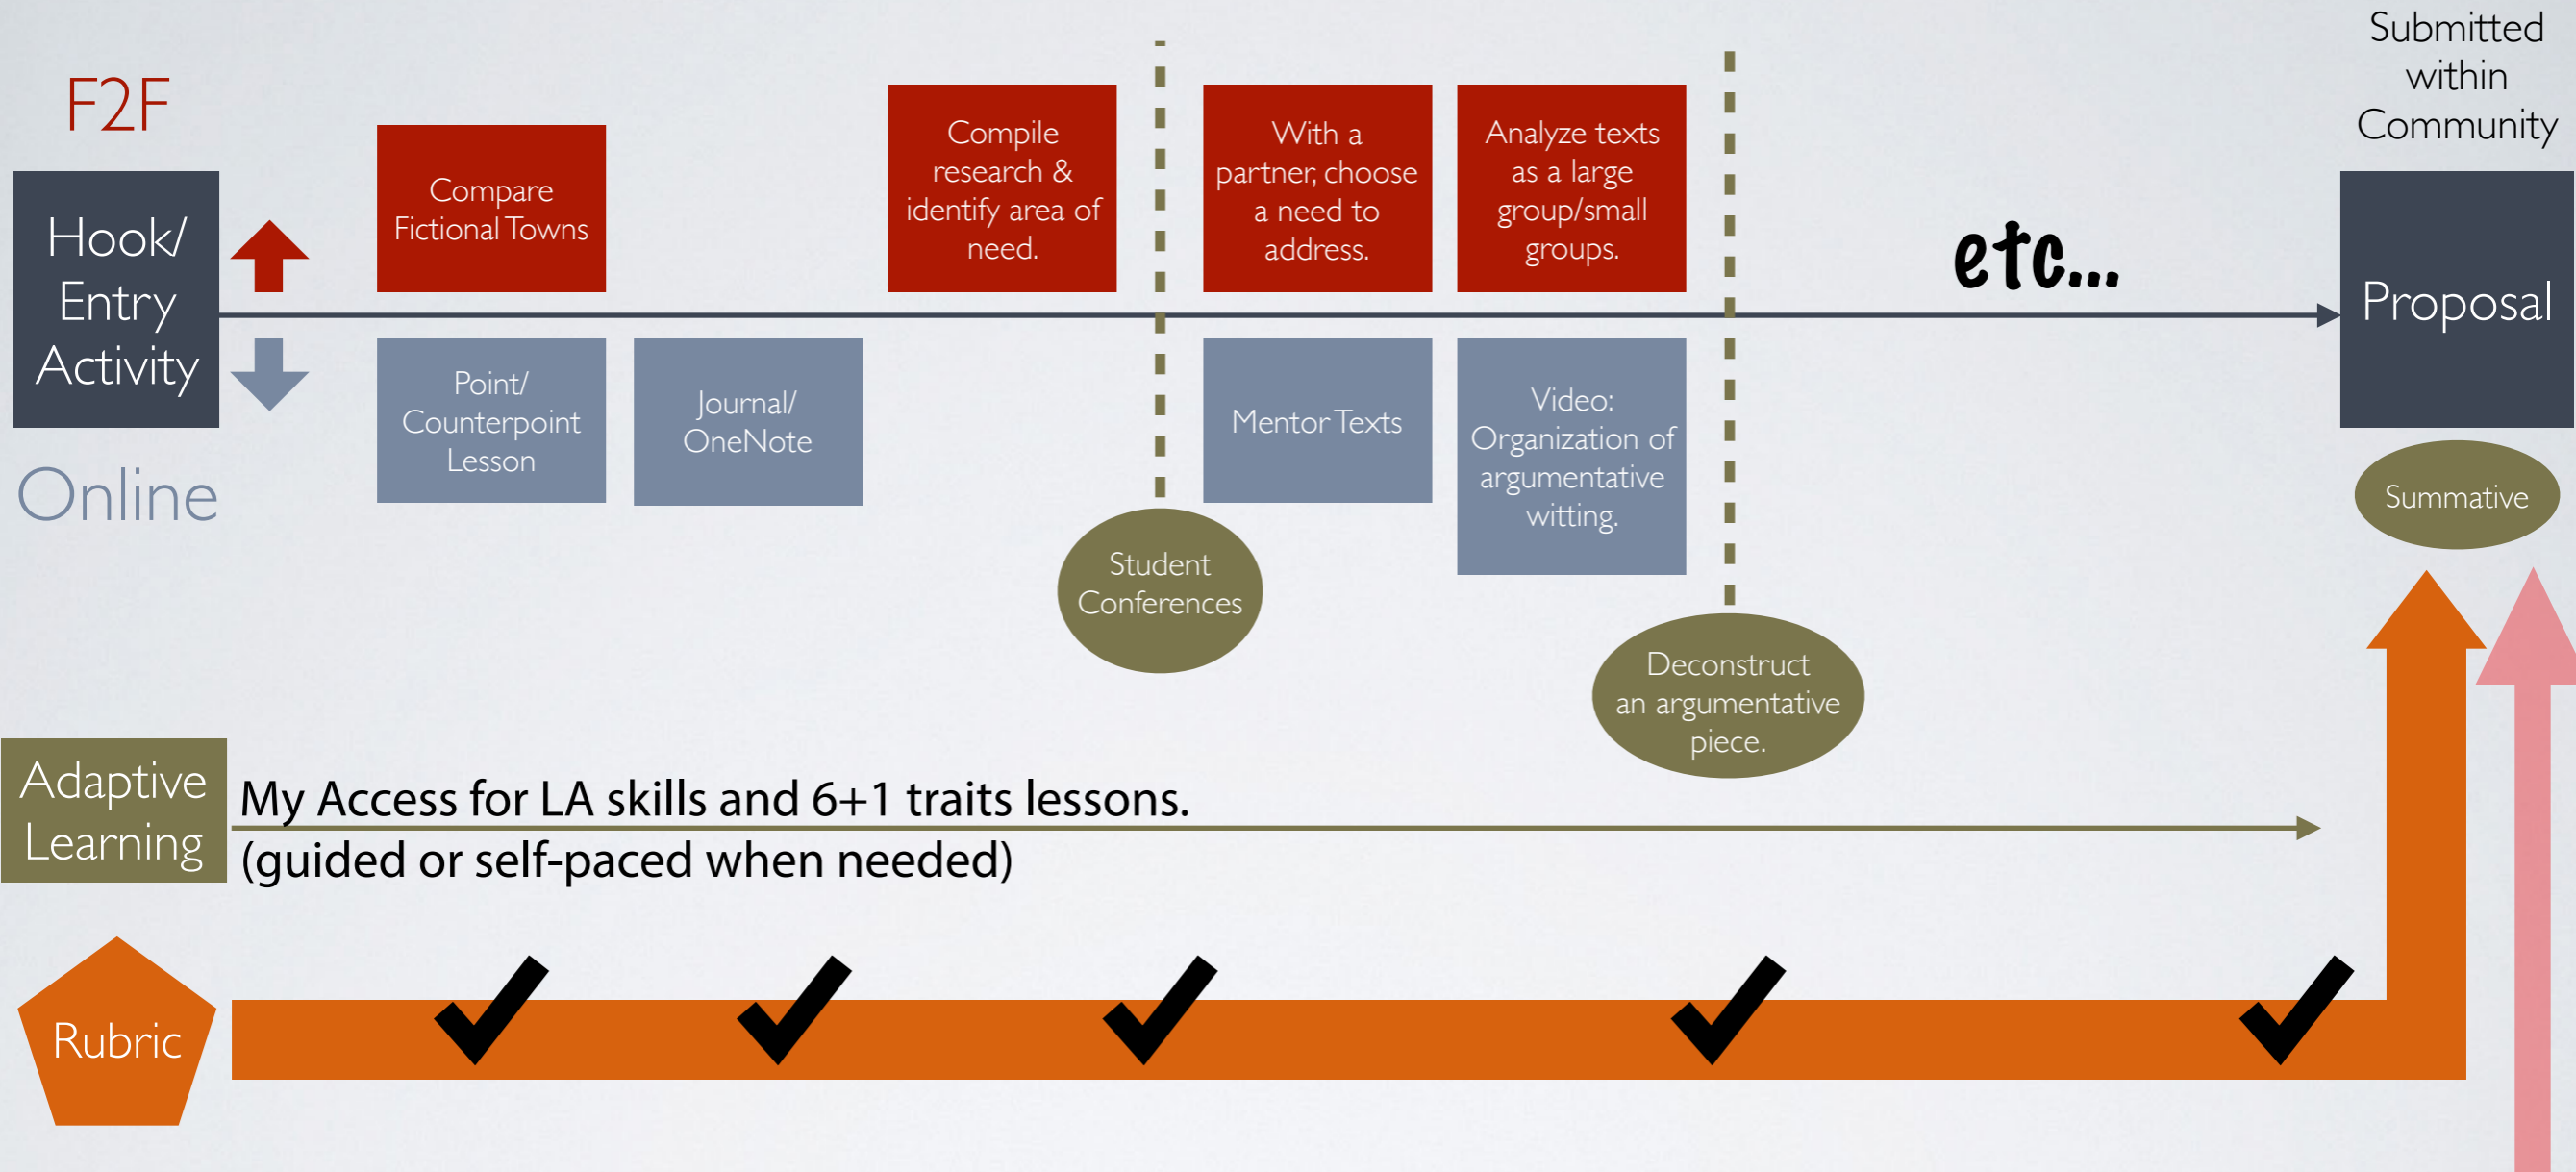 Submitted
within
Community
F2F
Hook/
Entry
Activity
Online
Compare
Fictional Towns
Compile
research &
identify area of
need.
With a
partner, choose
a need to
address.
Analyze texts
as a large
group/small
groups.
etc...
Proposal
Point/
Counterpoint
Lesson
Journal/
OneNote
Mentor Texts
Video:
Organization of
argumentative
witting.
Summative
Student
Conferences
Deconstruct
an argumentative
piece.
Adaptive
Learning
My Access for LA skills and 6+1 traits lessons.
(guided or self-paced when needed)
Rubric